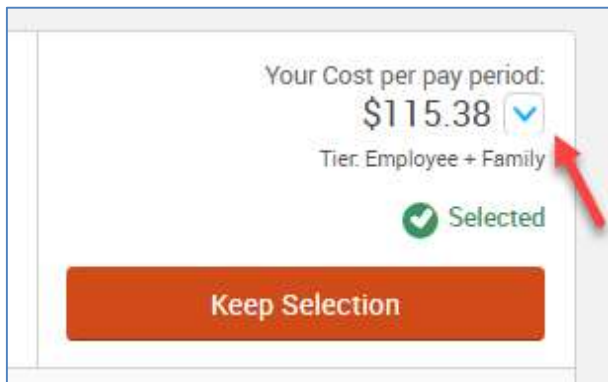 Your Cost per pay period:
$115.38
Tier: Employee + Family
Selected
Keep Selection